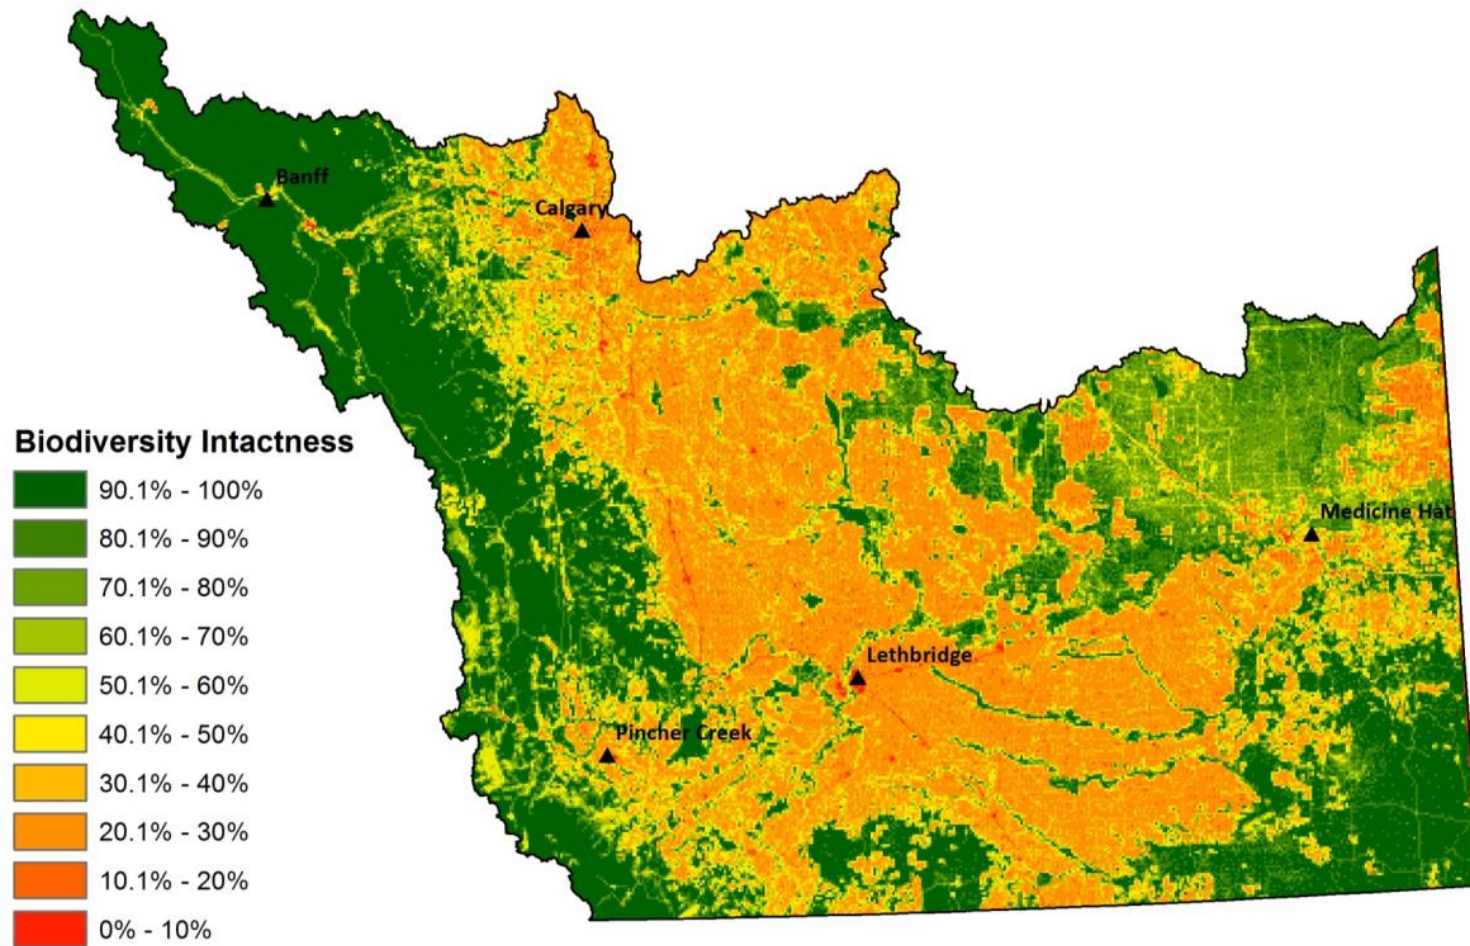 Banff
Calgary
Biodiversity Intactness
90.1% - 100%
80.1% - 90%
70.1% - 80%
60.1% - 70%
50.1% - 60%
40.1% - 50%
30.1% - 40%
20.1% - 30%
10.1% - 20%
0% - 10%
Medicine Hat
Lethbridge
Pincher Creek